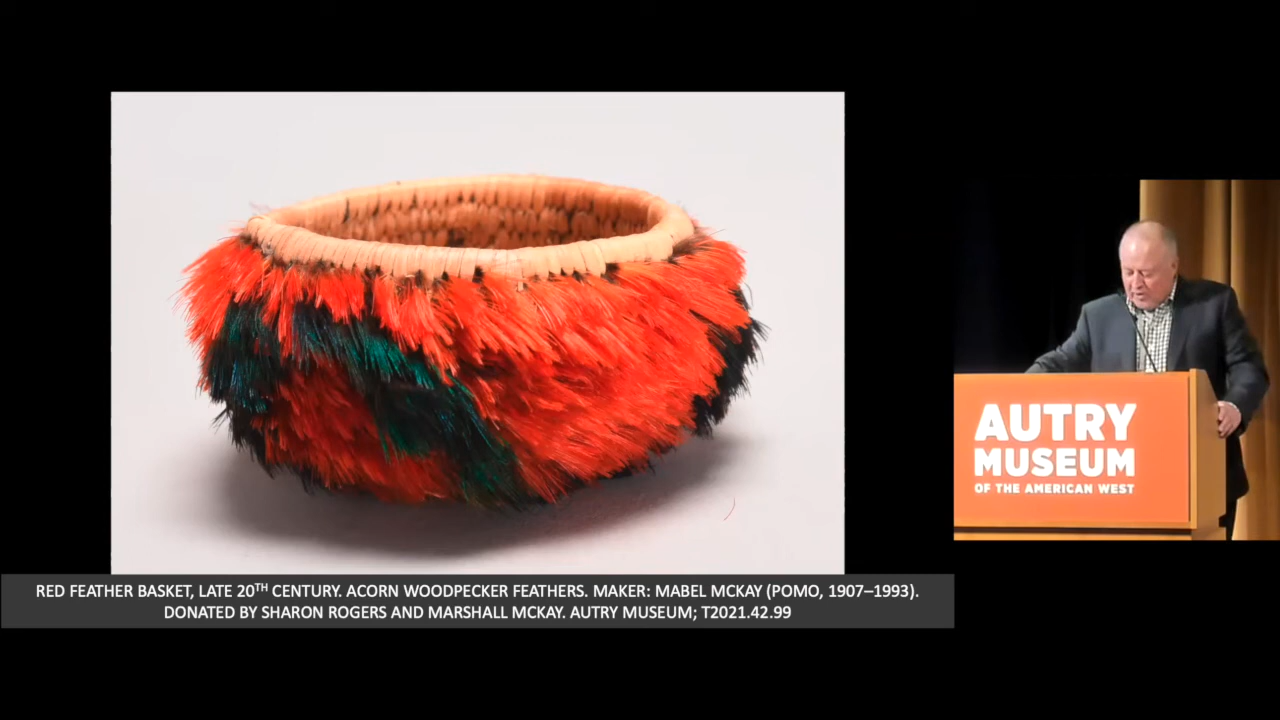 RED FEATHER BASKET, LATE 20TH CENTURY. ACORN WOODPECKER FEATHERS. MAKER: MABEL MCKAY (POMO, 1907–1993).
DONATED BY SHARON ROGERS AND MARSHALL MCKAY. AUTRY MUSEUM; T2021.42.99
AUTRY
MUSEUM
OF THE AMERICAN WEST